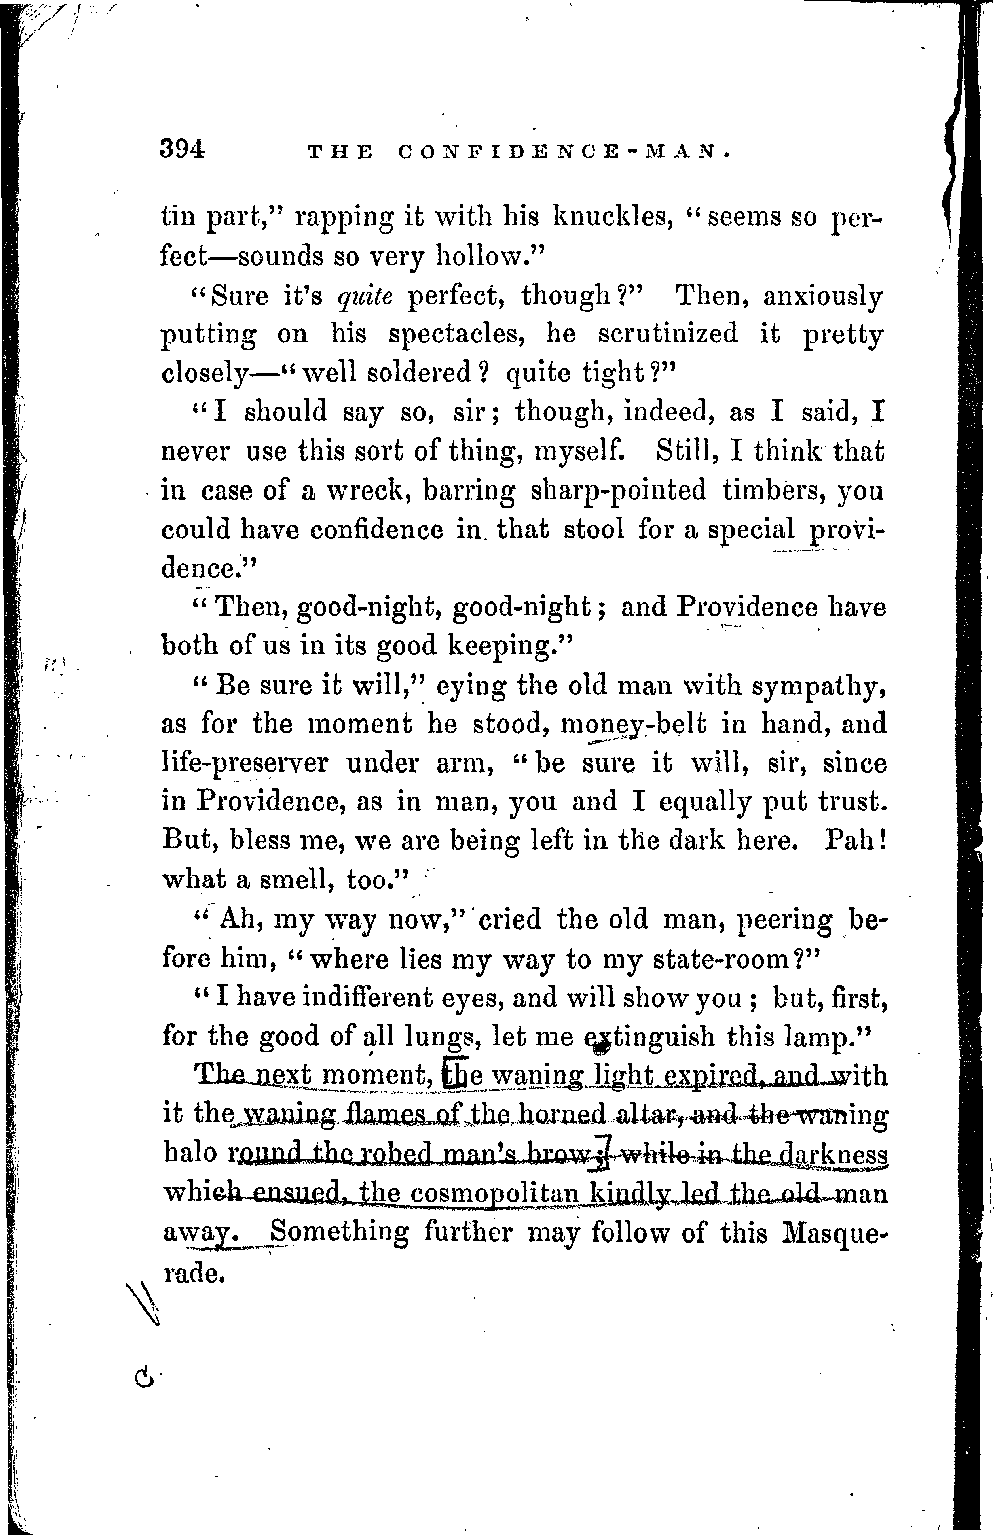 394 THE CONFIDENCE-MAN.
tin part,” rapping it with his knuckles, “seems so per-
fect—sounds so very hollow.”
“Sure it’s quite perfect, though?” Then, anxiously
putting on his spectacles, he scrutinized it pretty
closely—“well soldered? quite tight?”
“I should say so, sir; though, indeed, as I said, I
never use this sort of thing, myself. Still, I think that
in case of a wreck, barring sharp-pointed timbers, you
could have confidence in that stool for a special provi-
dence.”
“Then, good-night, good-night; and Providence have
both of us in its good keeping.”
“Be sure it will,” eying the old man with sympathy,
as for the moment he stood, money-belt in hand, and
life-preserver under arm, “be sure it will, sir, since
in Providence, as in man, you and I equally put trust.
But, bless me, we are being left in the dark here. Pah!
what a smell, too.”
“Ah, my way now,” cried the old man, peering be-
fore him, “where lies my way to my state-room?”
“I have indifferent eyes, and will show you; but, first,
for the good of all lungs, let me extinguish this lamp.”
The next moment, the waning light expired, and with
it the waning flames of the horned altar, and the waning
halo round the robed man’s brow; while in the darkness
which ensued, the cosmopolitan kindly led the old man
away. Something further may follow of this Masque-
rade.